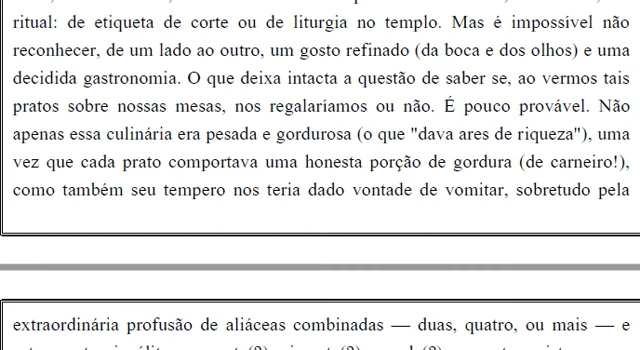 ritual: de etiqueta de corte ou de liturgia no templo. Mas é impossível não
reconhecer, de um lado ao outro, um gosto refinado (da boca e dos olhos) e uma
decidida gastronomia. O que deixa intacta a questão de saber se, ao vermos tais
pratos sobre nossas mesas, nos regalaríamos ou não. É pouco provável. Não
apenas essa culinária era pesada e gordurosa (o que "dava ares de riqueza"), uma
vez que cada prato comportava uma honesta porção de gordura (de carneiro!),
como também seu tempero nos teria dado vontade de vomitar, sobretudo pela
extraordinária profusão de aliáceas combinadas — duas, quatro, ou mais — e